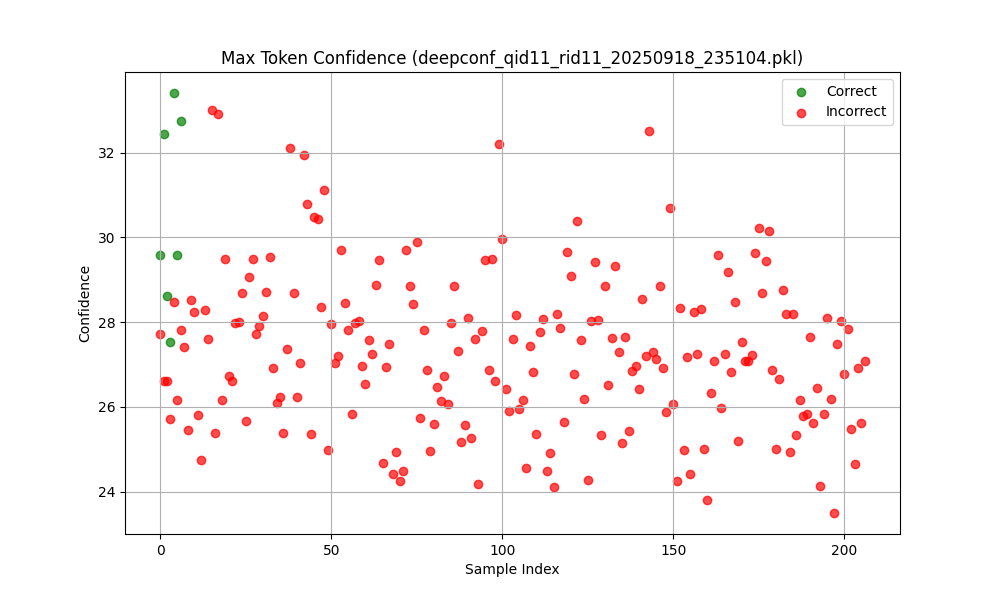 Max Token Confidence (deepconf_qid11_rid11_20250918_235104.pkl)
Correct
Incorrect
Confidence
32
30
28
26
24
0
50
100
150
200
Sample Index